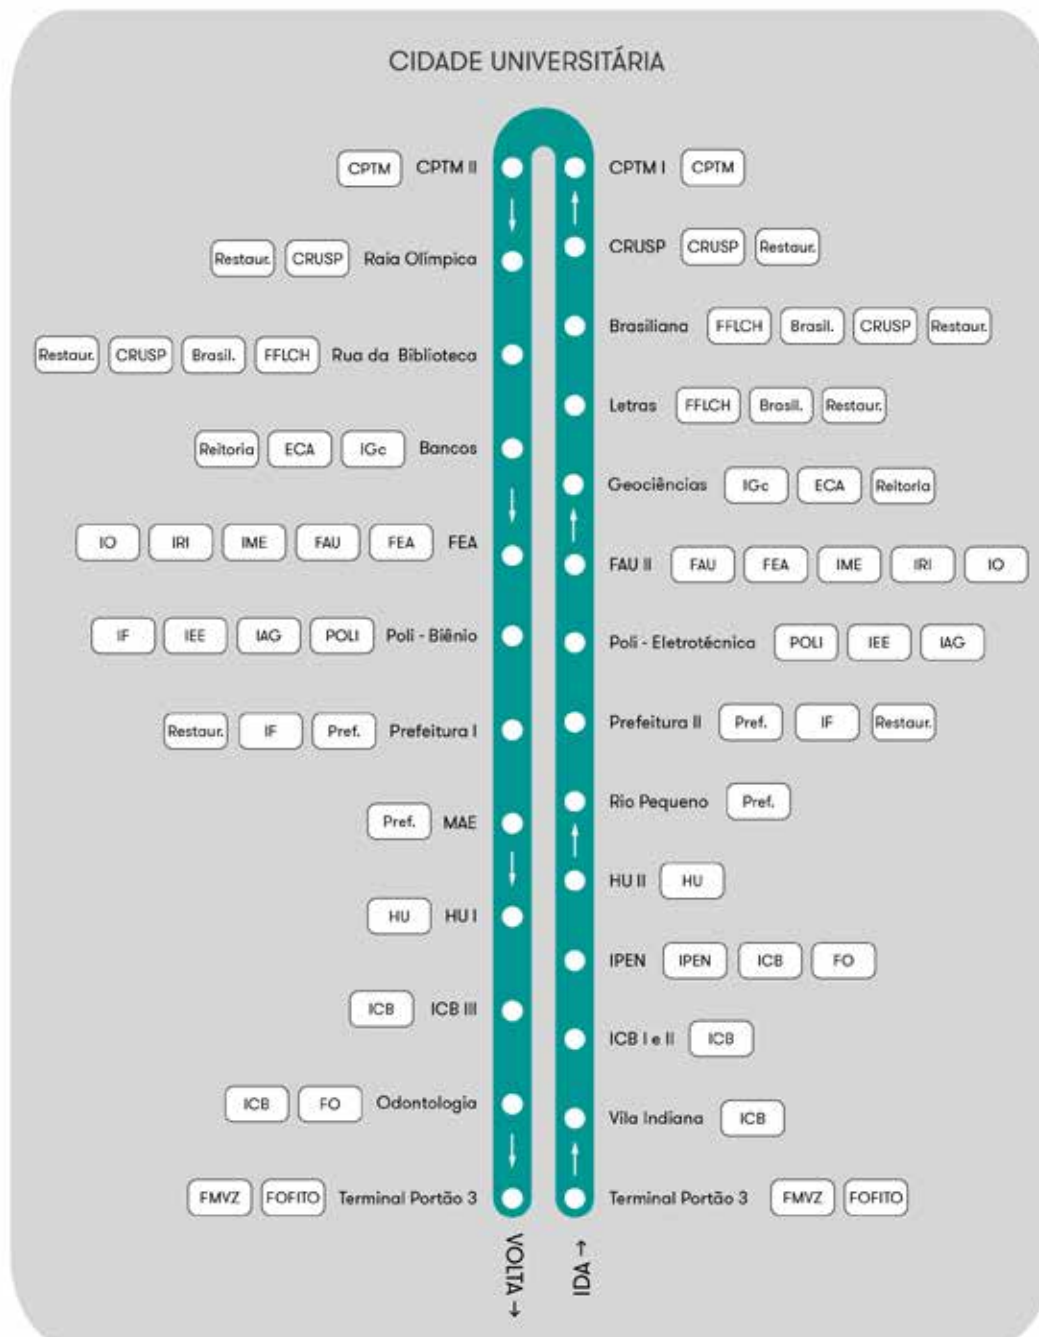 CIDADE UNIVERSITÁRIA
CPTM CPTM II
CPTM I CPTM
Restaur. CRUSP Raia Olímpica
CRUSP CRUSP Restaur.
Brasiliana FFLCH Brasil. CRUSP Restaur.
Restaur. CRUSP Brasil. FFLCH Rua da Biblioteca
Letras FFLCH Brasil. Restaur.
Reitoria ECA IGc Bancos
Geociências IGc ECA Reitoria
IO IRI IME FAU FEA FEA
FAU II FAU FEA IME IRI IO
IF IEE IAG POLI Poli - Biênio
Poli - Eletrotécnica POLI IEE IAG
Restaur. IF Pref. Prefeitura I
Prefeitura II Pref. IF Restaur.
Rio Pequeno Pref.
Pref. MAE
HU II HU
HU HU I
IPEN IPEN ICB FO
ICB ICB III
ICB I e II ICB
ICB FO Odontologia
Vila Indiana ICB
FMVZ FOFITO Terminal Portão 3
Terminal Portão 3 FMVZ FOFITO
VOLTA →
IDA →